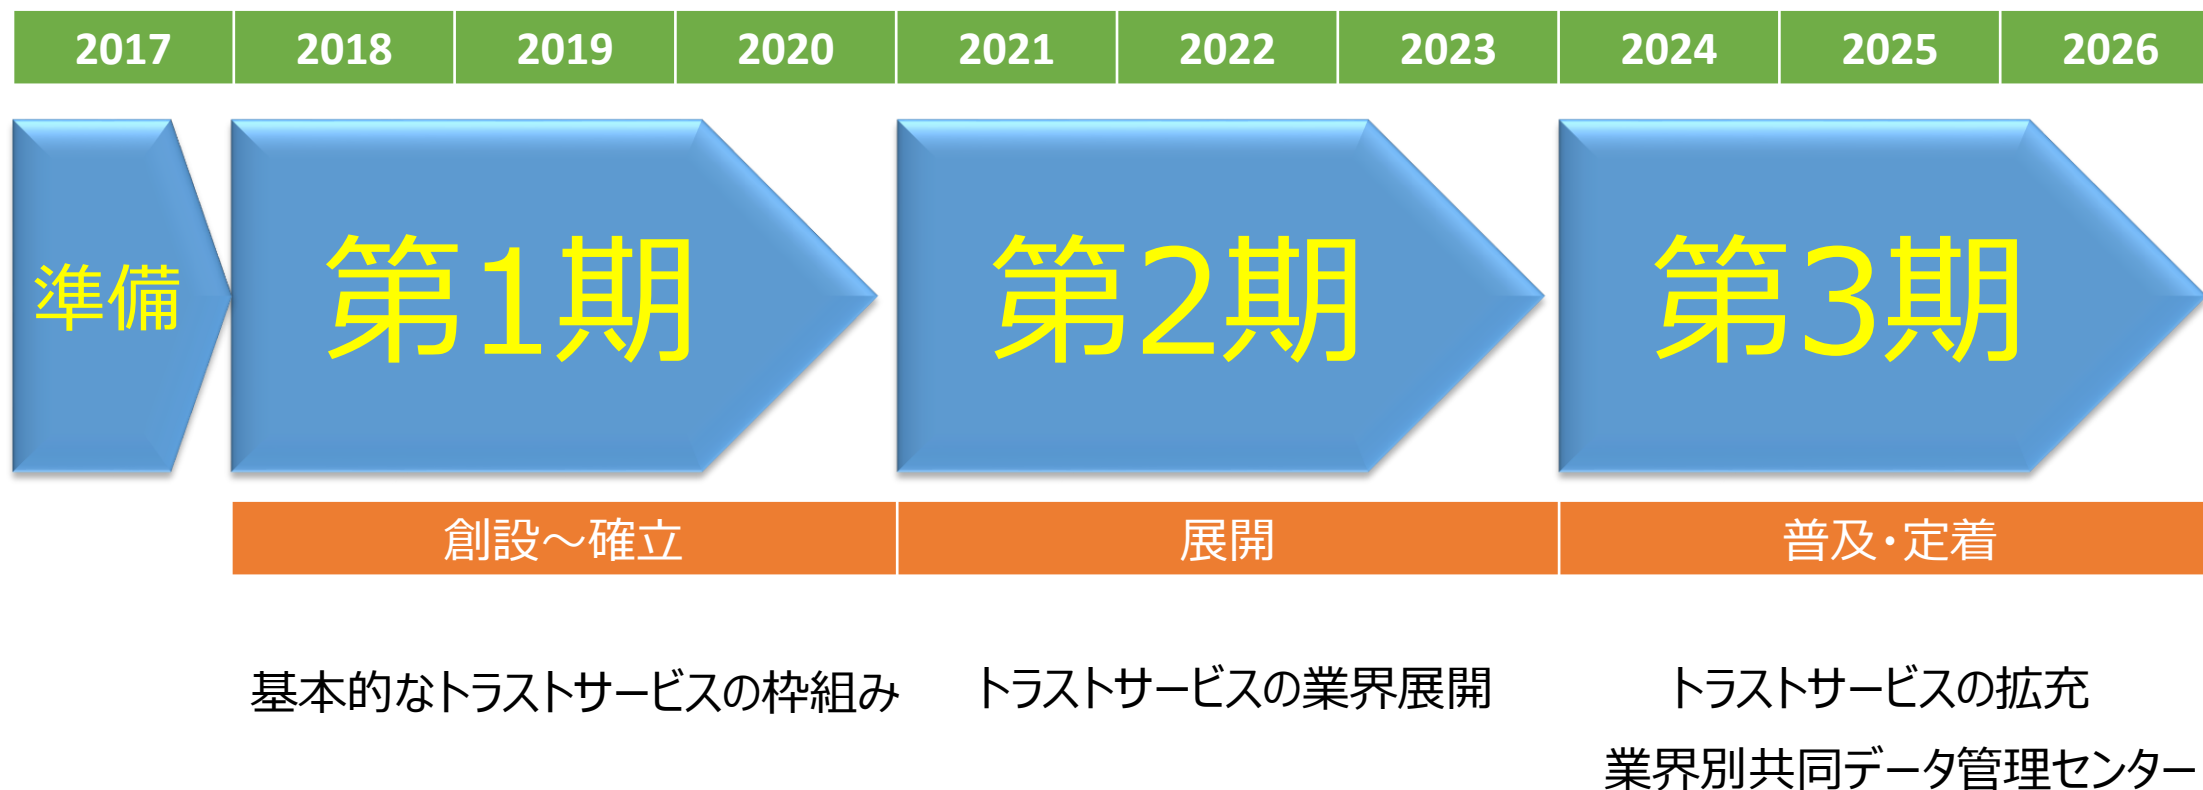 2017 2018 2019 2020 2021 2022 2023 2024 2025 2026
準備 第1期 第2期 第3期
創設～確立 展開 普及・定着
基本的なトラストサービスの枠組み トラストサービスの業界展開 トラストサービスの拡充
業界別共同データ管理センター